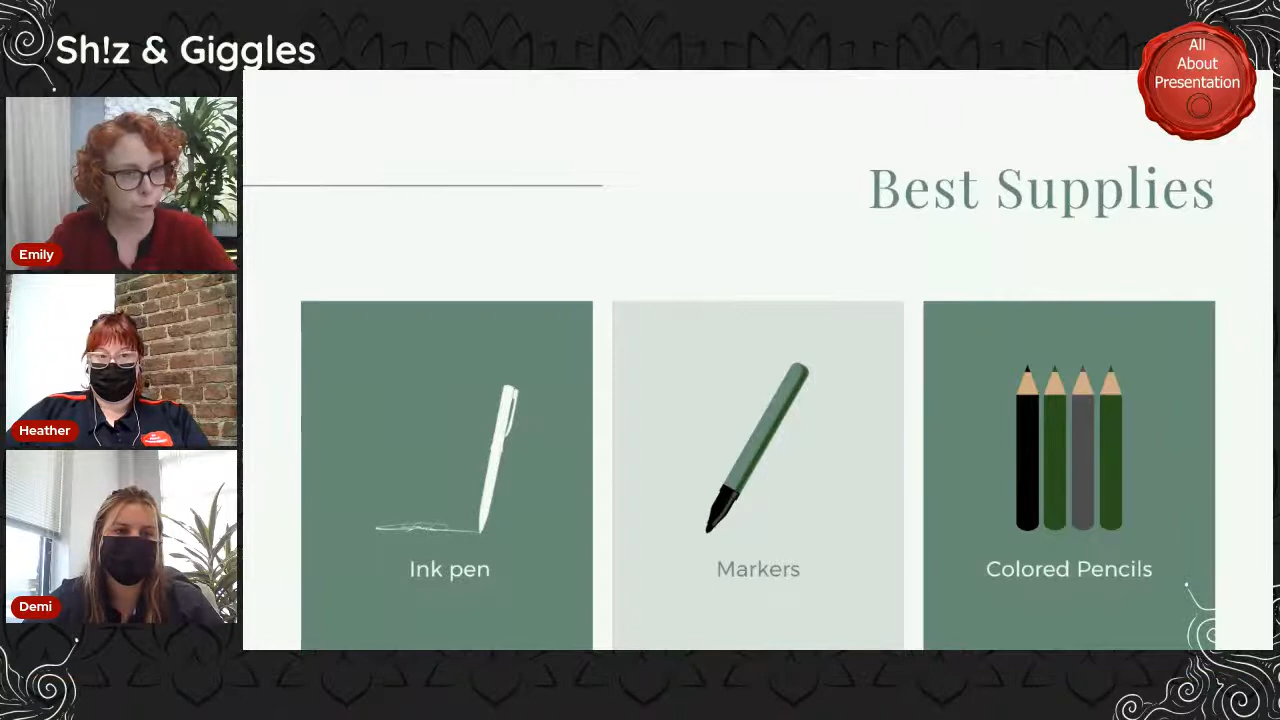 Sh!z & Giggles
All
About
Presentation
Best Supplies
Emily
Heather
Demi
Ink pen
Markers
Colored Pencils